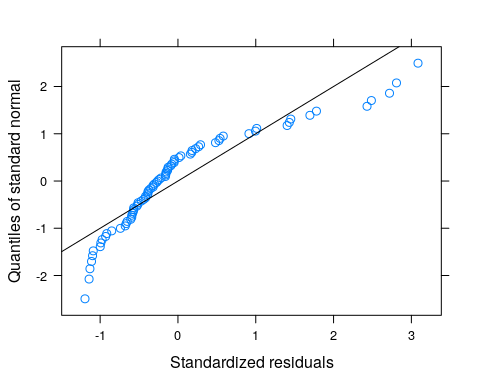 Quantiles of standard normal
2
1
0
-1
-2
-1 0 1 2 3
Standardized residuals